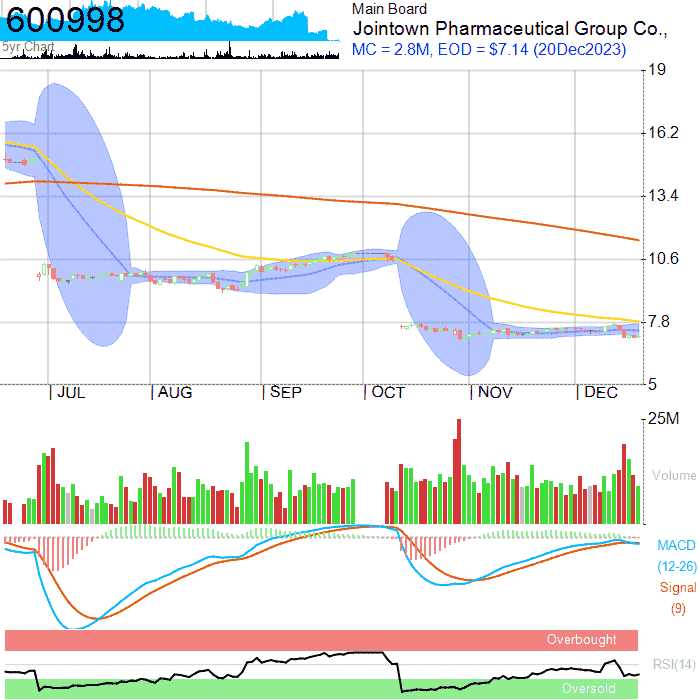 600998
5yr Chart
Main Board
Jointown Pharmaceutical Group Co.,
MC = 2.8M, EOD = $7.14 (20Dec2023)
19
16.2
13.4
10.6
7.8
5
JUL AUG SEP OCT NOV DEC
25M
Volume
MACD
(12-26)
Signal
(9)
Overbought
RSI(14)
Oversold